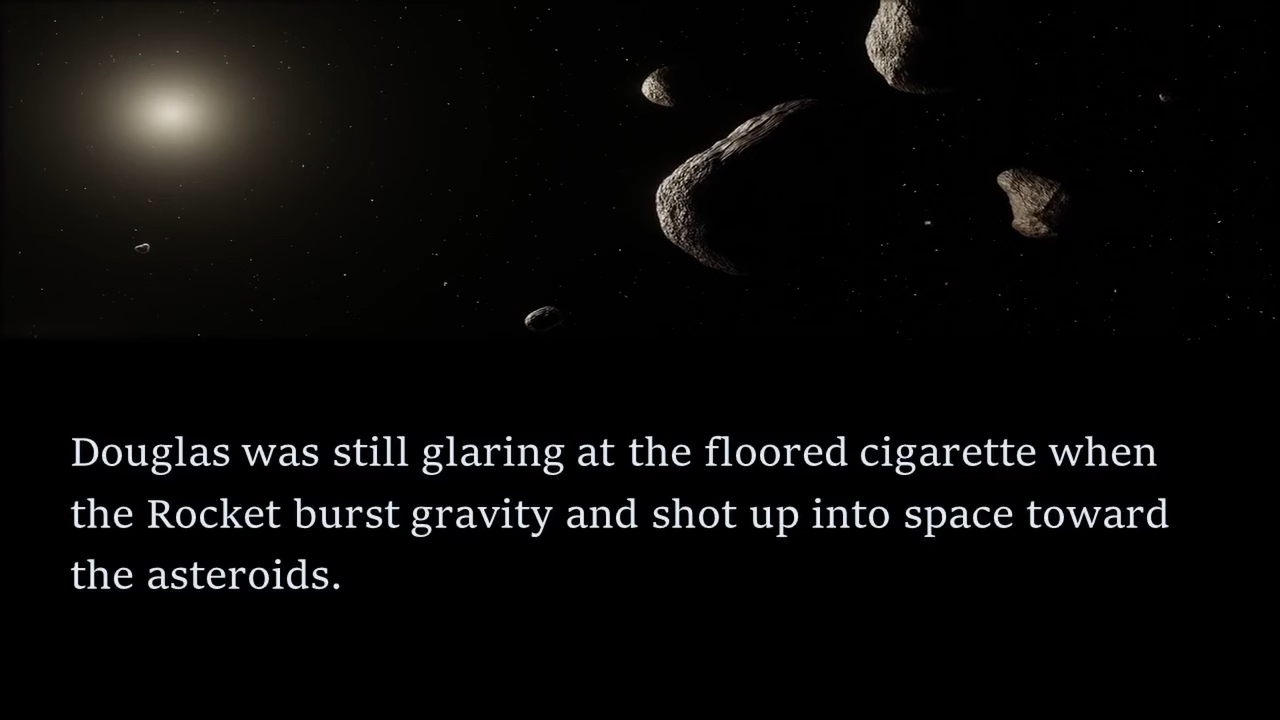 Douglas was still glaring at the floored cigarette when
the Rocket burst gravity and shot up into space toward
the asteroids.